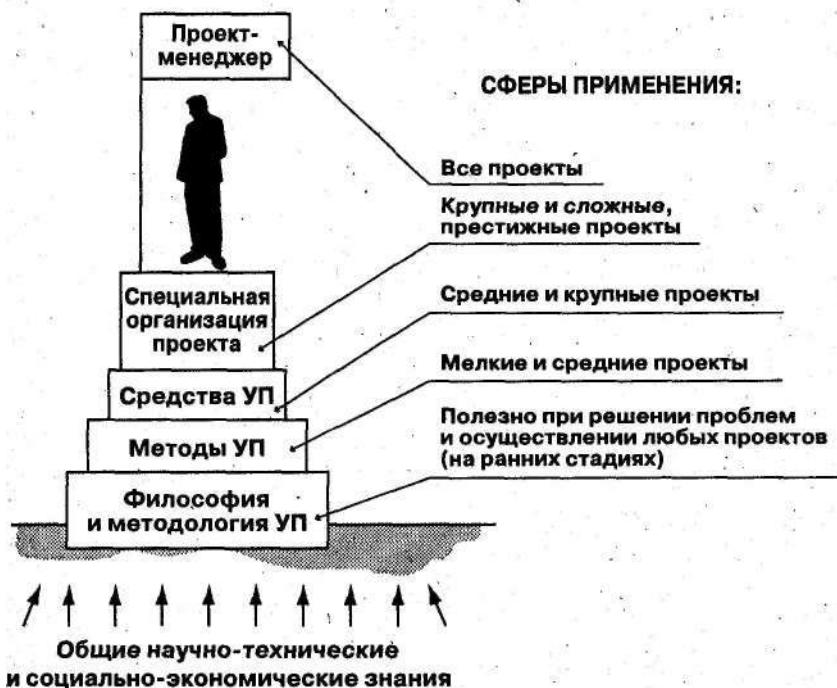 Проект-
менеджер
СФЕРЫ ПРИМЕНЕНИЯ:
Все проекты
Крупные и сложные,
престижные проекты
Специальная
организация
проекта
Средние и крупные проекты
Средства УП
Мелкие и средние проекты
Методы УП
Полезно при решении проблем
и осуществлении любых проектов
(на ранних стадиях)
Философия
и методология УП
Общие научно-технические
и социально-экономические знания